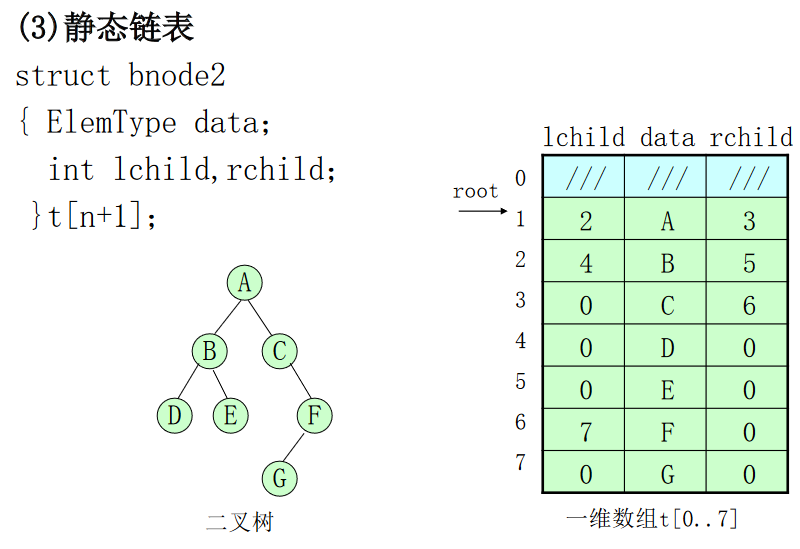 (3)静态链表
struct bnode2
{ ElemType data;
int lchild,rchild;
}t[n+1];
A
B C
D E F
G
二叉树
lchild data rchild
0 /// /// ///
root
1 2 A 3
2 4 B 5
3 0 C 6
4 0 D 0
5 0 E 0
6 7 F 0
7 0 G 0
一维数组t[0..7]